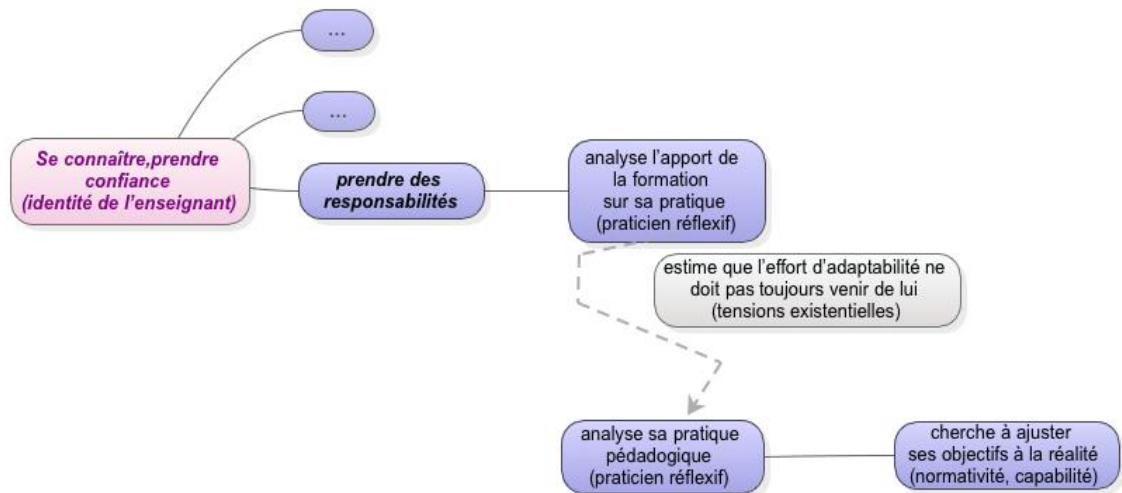 ...
...
Se connaître,prendre
confiance
(identité de l'enseignant)
prendre des
responsabilités
analyse l'apport de
la formation
sur sa pratique
(praticien réflexif)
estime que l'effort d'adaptabilité ne
doit pas toujours venir de lui
(tensions existentielles)
analyse sa pratique
pédadogique
(praticien réflexif)
cherche à ajuster
ses objectifs à la réalité
(normativité, capabilité)